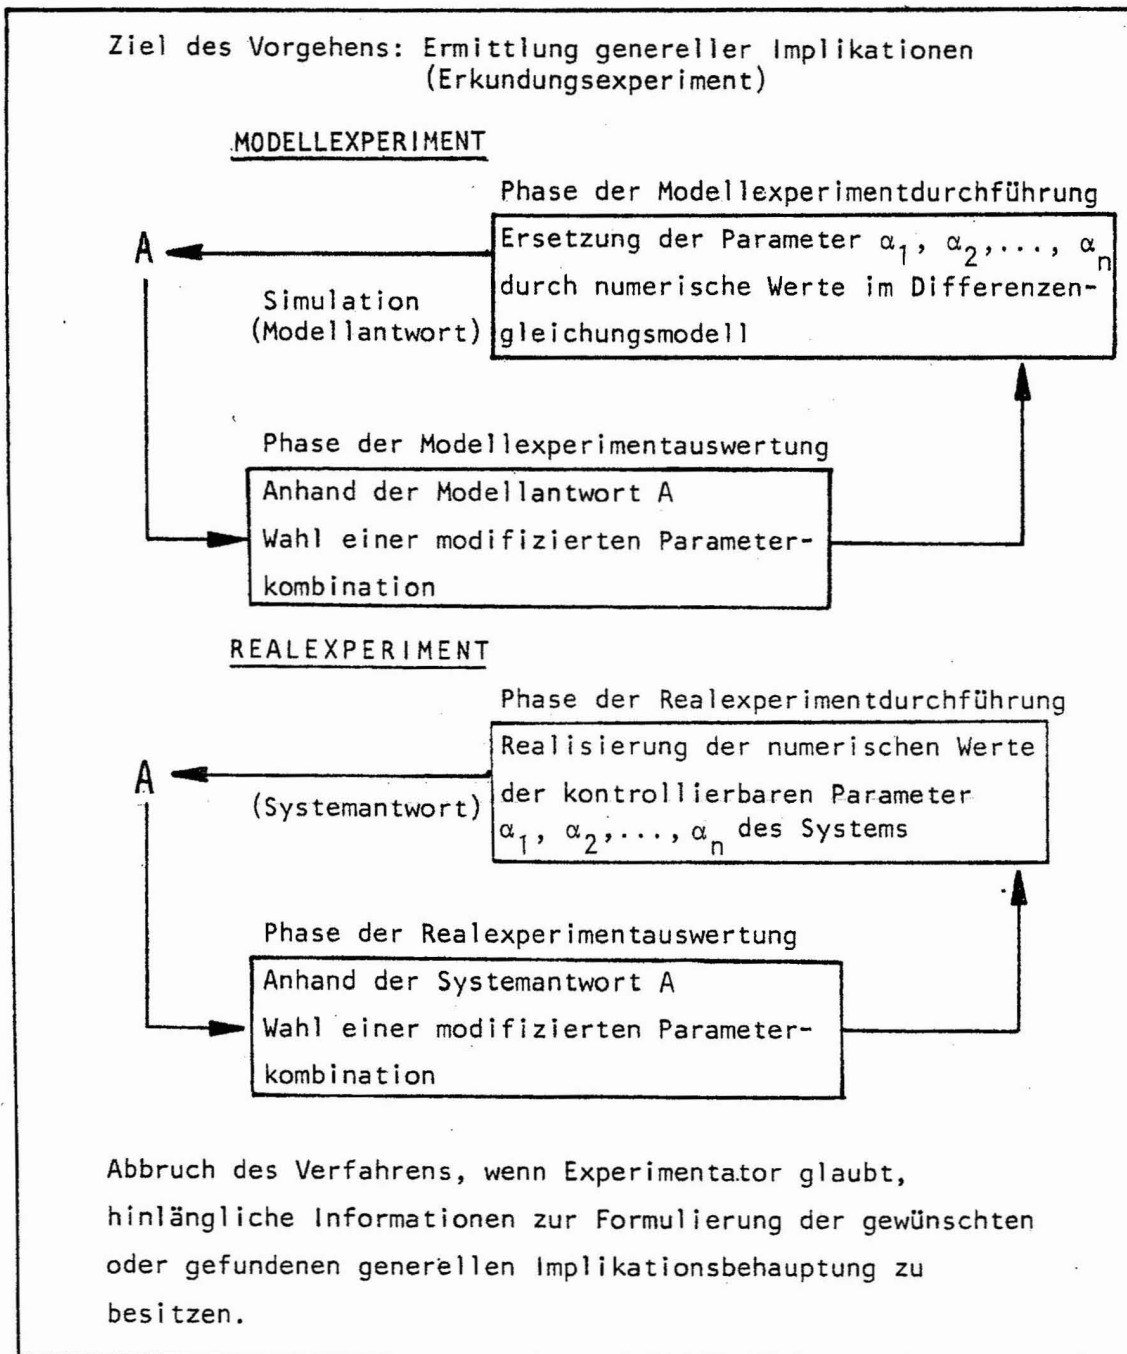 Ziel des Vorgehens: Ermittlung genereller Implikationen
(Erkundungsexperiment)
MODELLEXPERIMENT
Phase der Modellexperimentdurchführung
A
Ersetzung der Parameter α₁, α₂,..., αₙ
durch numerische Werte im Differenzen-
gleichungsmodell
Simulation
(Modellantwort)
Phase der Modellexperimentauswertung
Anhand der Modellantwort A
Wahl einer modifizierten Parameter-
kombination
REALEXPERIMENT
Phase der Realexperimentdurchführung
A
Realisierung der numerischen Werte
der kontrollierbaren Parameter
α₁, α₂,..., αₙ des Systems
(Systemantwort)
Phase der Realexperimentauswertung
Anhand der Systemantwort A
Wahl einer modifizierten Parameter-
kombination
Abbruch des Verfahrens, wenn Experimentator glaubt,
hinlängliche Informationen zur Formulierung der gewünschten
oder gefundenen generellen Implikationsbehauptung zu
besitzen.